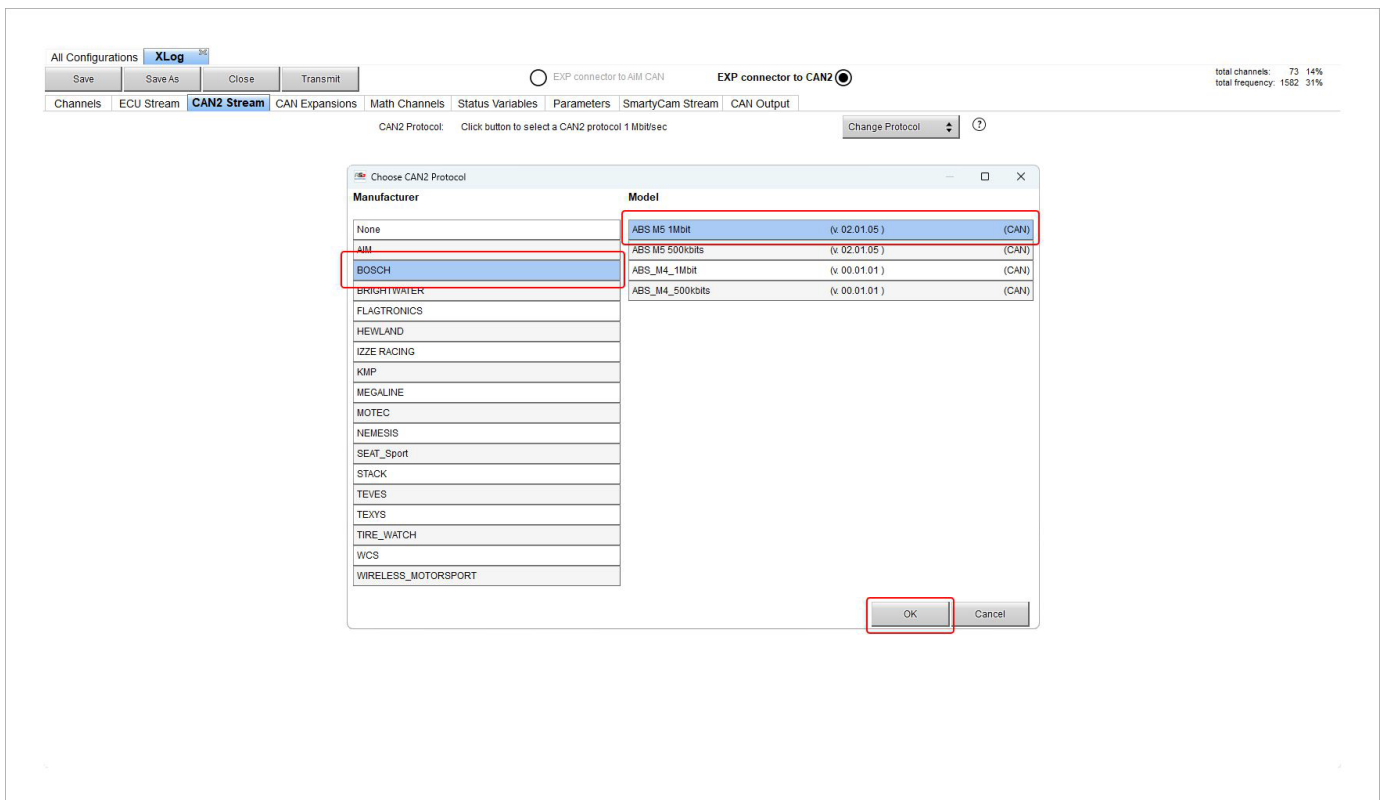 All Configurations XLog
Save Save As Close Transmit EXP connector to AiM CAN EXP connector to CAN2 total channels: 73 14%
total frequency: 1582 31%
Channels ECU Stream CAN2 Stream CAN Expansions Math Channels Status Variables Parameters SmartyCam Stream CAN Output
CAN2 Protocol: Click button to select a CAN2 protocol 1 Mbit/sec Change Protocol ?
Choose CAN2 Protocol
Manufacturer Model
None ABS M5 1Mbit (v. 02.01.05 ) (CAN)
AIM ABS M5 500kbits (v. 02.01.05 ) (CAN)
BOSCH ABS_M4_1Mbit (v. 00.01.01 ) (CAN)
BRIGHTWATER ABS_M4_500kbits (v. 00.01.01 ) (CAN)
FLAGTRONICS
HEWLAND
IZZE RACING
KMP
MEGALINE
MOTEC
NEMESIS
SEAT_Sport
STACK
TEVES
TEXYS
TIRE_WATCH
WCS
WIRELESS_MOTORSPORT
OK Cancel